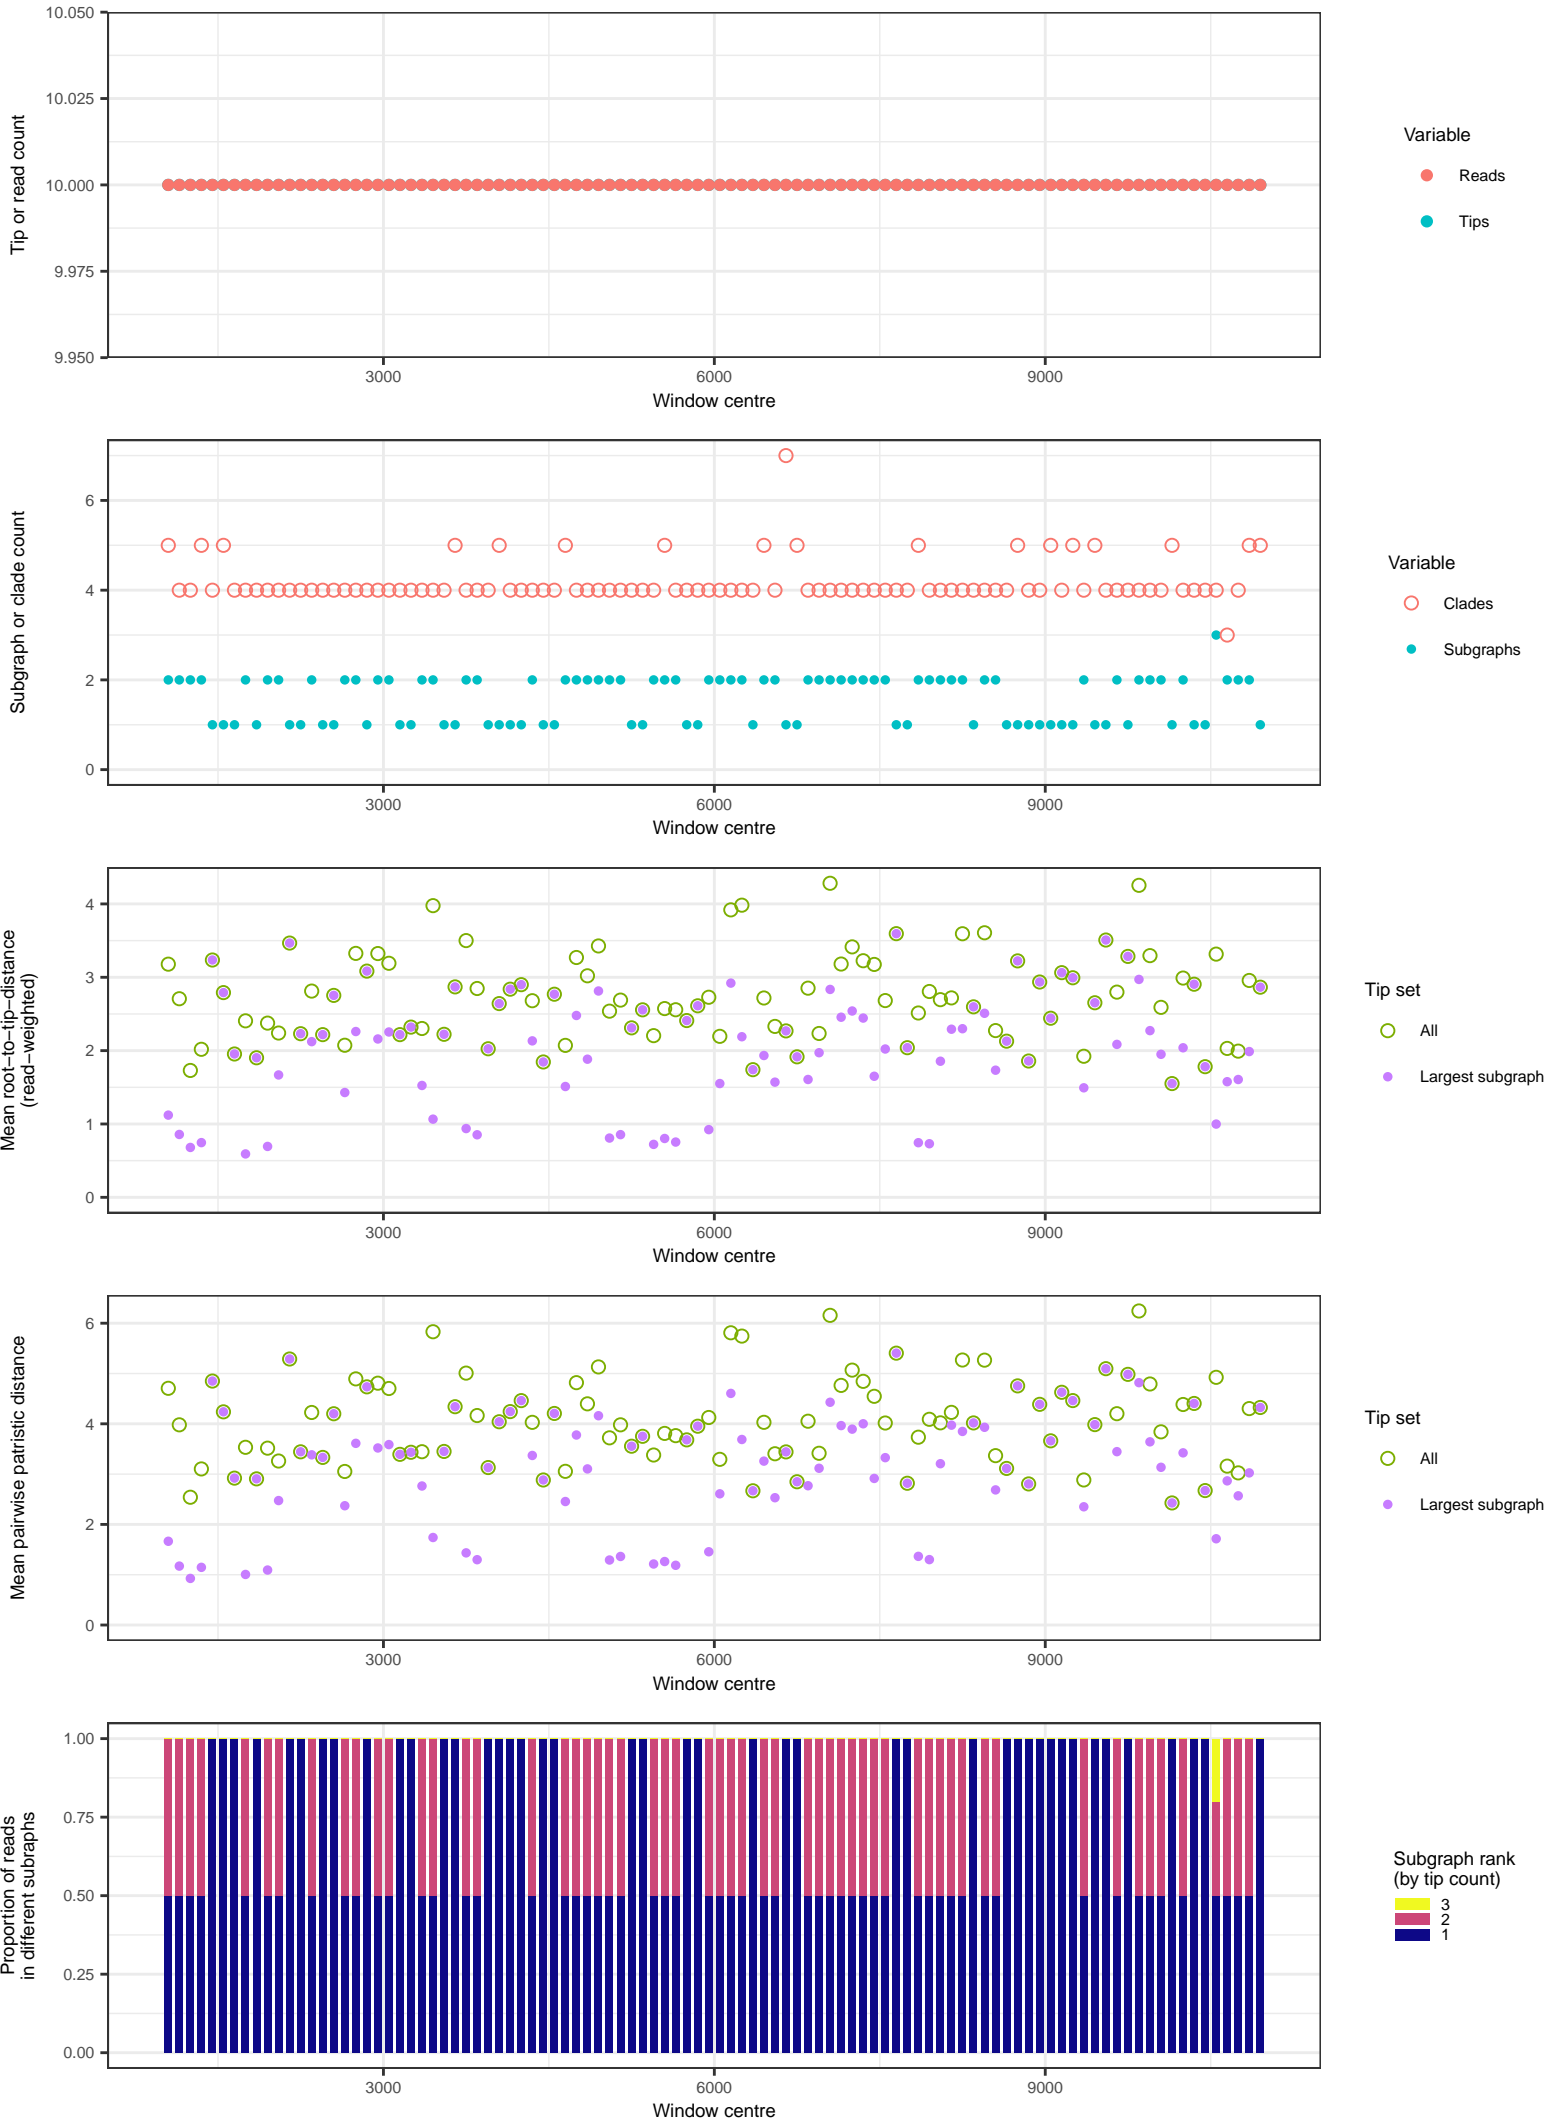 10.050
10.025
10.000
9.975
9.950
Tip or read count
3000
6000
9000
Window centre
Variable
Reads
Tips
6
4
2
0
Subgraph or clade count
3000
6000
9000
Window centre
Variable
Clades
Subgraphs
4
3
2
1
0
Mean root−to−tip−distance
(read−weighted)
3000
6000
9000
Window centre
Tip set
All
Largest subgraph
6
4
2
0
Mean pairwise patristic distance
3000
6000
9000
Window centre
Tip set
All
Largest subgraph
1.00
0.75
0.50
0.25
0.00
Proportion of reads
in different subraphs
3000
6000
9000
Window centre
Subgraph rank
(by tip count)
3
2
1